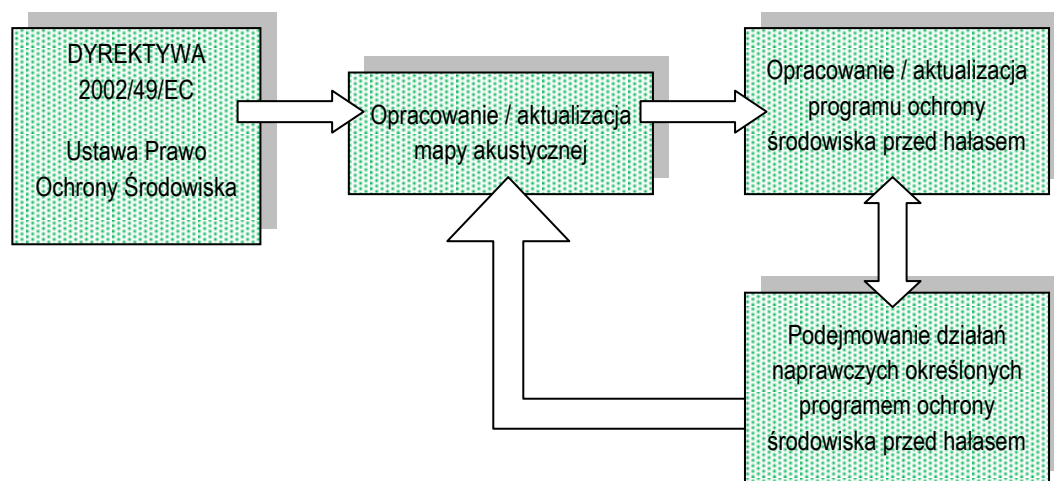 DYREKTYWA
2002/49/EC
Ustawa Prawo
Ochrony Środowiska
Opracowanie / aktualizacja
mapy akustycznej
Opracowanie / aktualizacja
programu ochrony
środowiska przed hałasem
Podejmowanie działań
naprawczych określonych
programem ochrony
środowiska przed hałasem